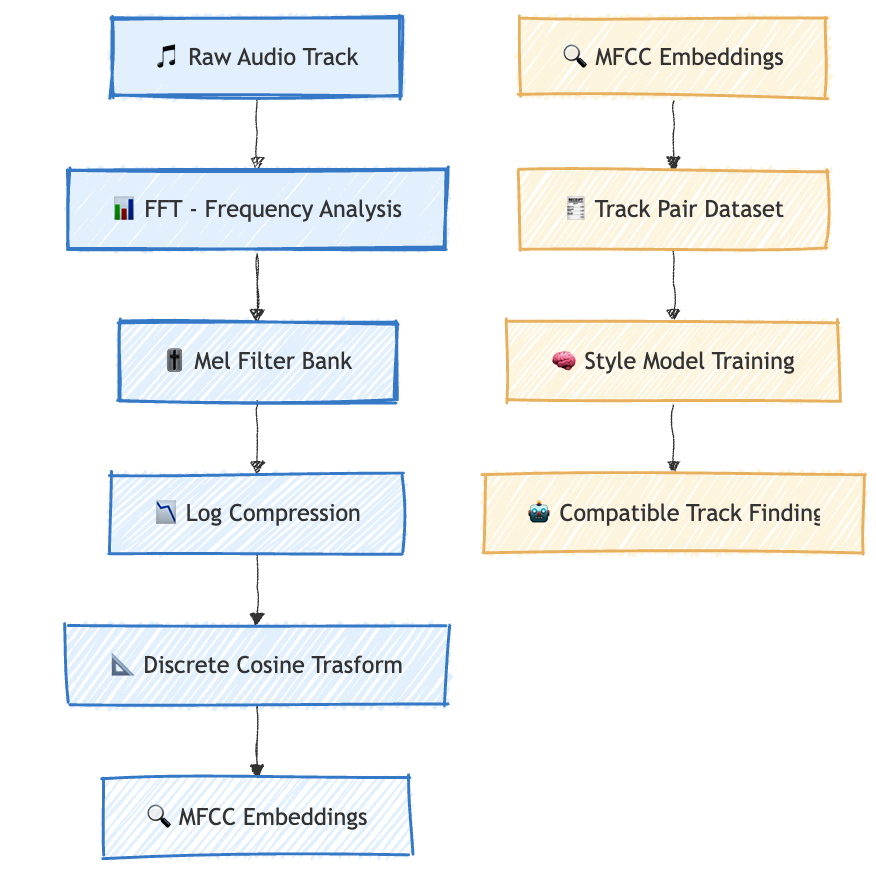 Raw Audio Track
FFT - Frequency Analysis
Mel Filter Bank
Log Compression
Discrete Cosine Trasform
MFCC Embeddings
MFCC Embeddings
Track Pair Dataset
Style Model Training
Compatible Track Finding